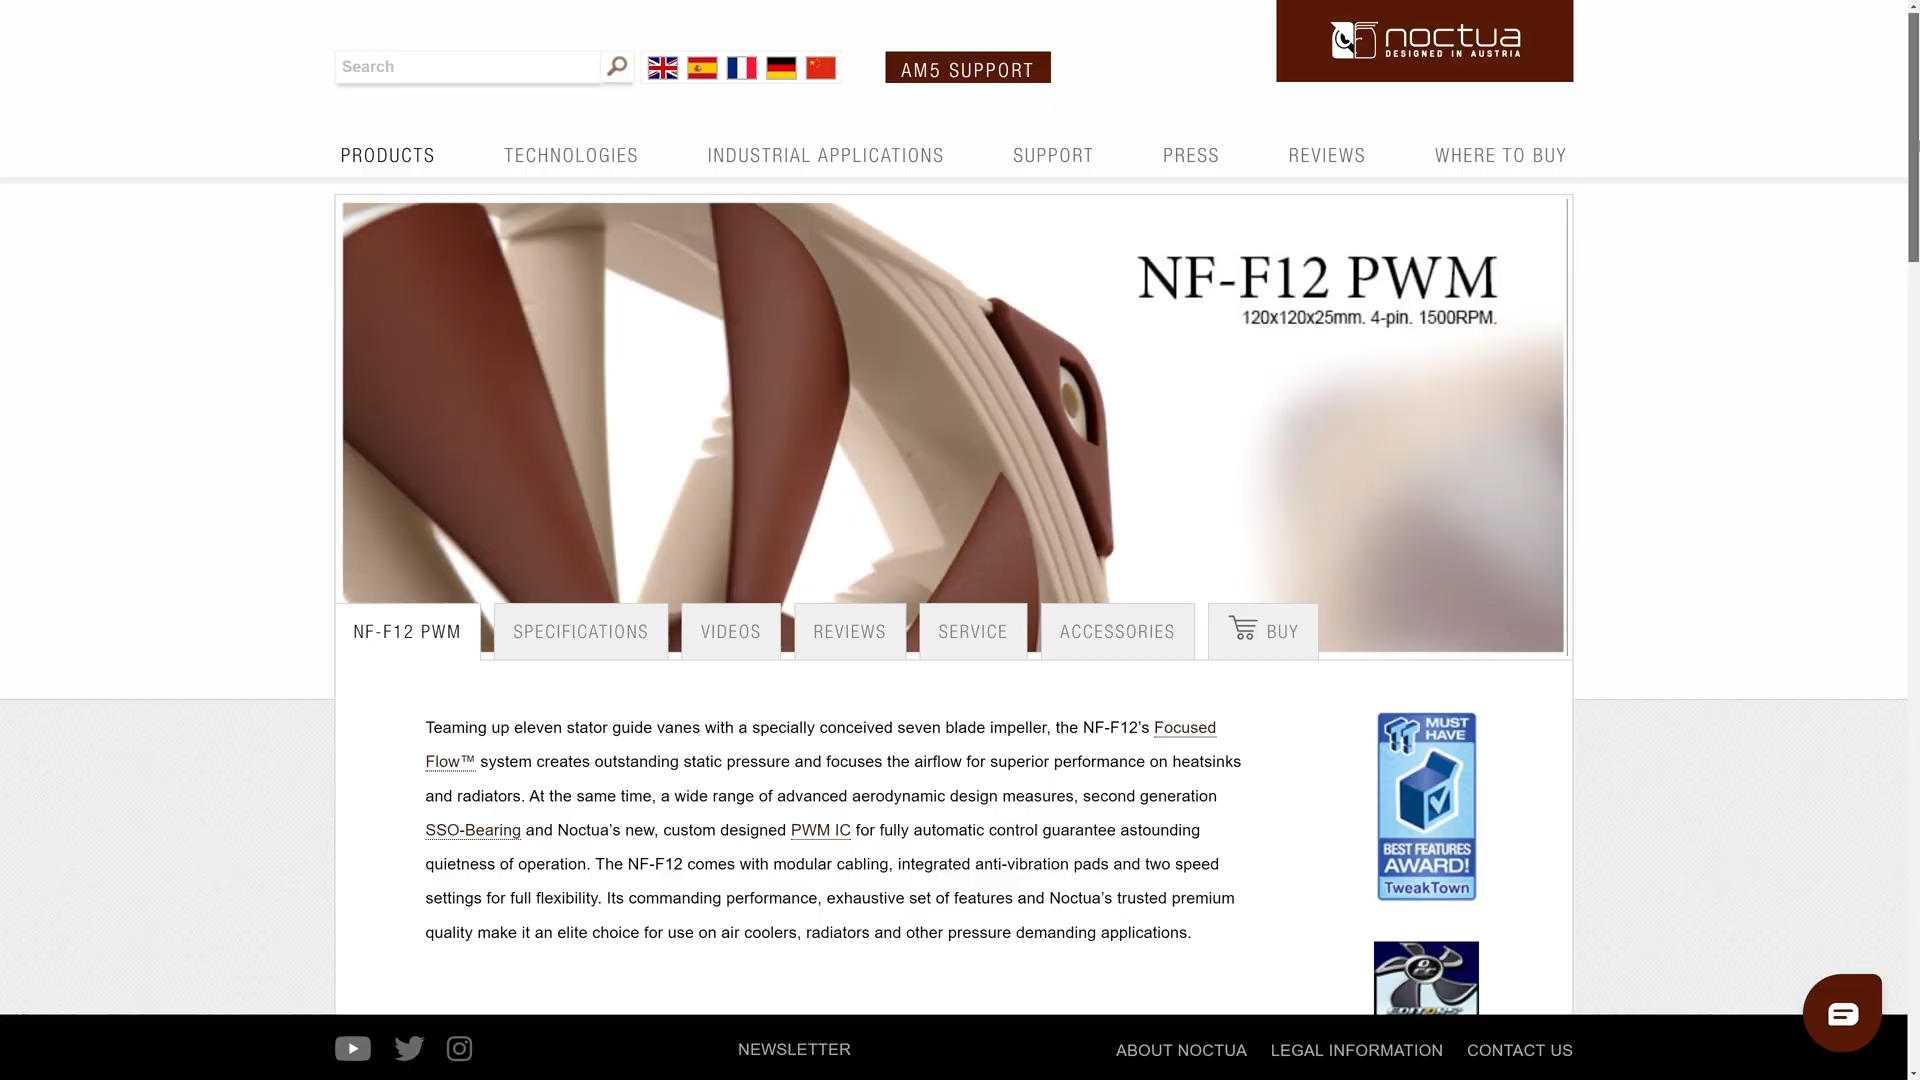 Search
AM5 SUPPORT
noctua
DESIGNED IN AUSTRIA
PRODUCTS
TECHNOLOGIES
INDUSTRIAL APPLICATIONS
SUPPORT
PRESS
REVIEWS
WHERE TO BUY
NF-F12 PWM
120x120x25mm. 4-pin. 1500RPM.
NF-F12 PWM
SPECIFICATIONS
VIDEOS
REVIEWS
SERVICE
ACCESSORIES
BUY
Teaming up eleven stator guide vanes with a specially conceived seven blade impeller, the NF-F12’s Focused
Flow™ system creates outstanding static pressure and focuses the airflow for superior performance on heatsinks
and radiators. At the same time, a wide range of advanced aerodynamic design measures, second generation
SSO-Bearing and Noctua’s new, custom designed PWM IC for fully automatic control guarantee astounding
quietness of operation. The NF-F12 comes with modular cabling, integrated anti-vibration pads and two speed
settings for full flexibility. Its commanding performance, exhaustive set of features and Noctua’s trusted premium
quality make it an elite choice for use on air coolers, radiators and other pressure demanding applications.
MUST
HAVE
BEST FEATURES
AWARD!
TweakTown
NEWSLETTER
ABOUT NOCTUA
LEGAL INFORMATION
CONTACT US